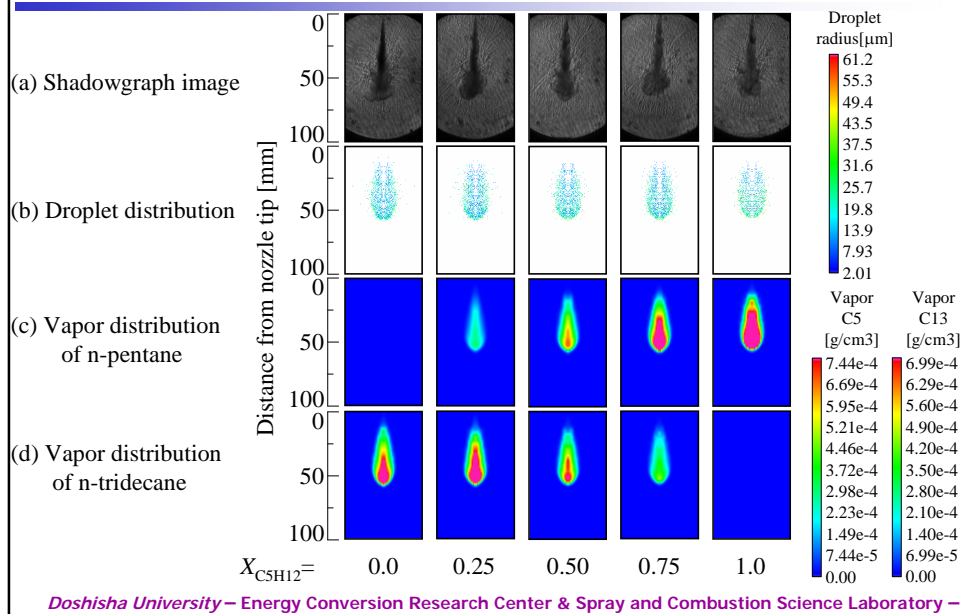 Droplet
radius[μm]
61.2
55.3
49.4
43.5
37.6
31.6
25.7
19.8
13.9
7.93
2.01
(a) Shadowgraph image
0
50
100
Distance from nozzle tip [mm]
(b) Droplet distribution
0
50
100
(c) Vapor distribution
of n-pentane
0
50
100
(d) Vapor distribution
of n-tridecane
0
50
100
Vapor
C5
[g/cm3]
7.44e-4
6.69e-4
5.95e-4
5.21e-4
4.46e-4
3.72e-4
2.98e-4
2.23e-4
1.49e-4
7.44e-5
0.00
Vapor
C13
[g/cm3]
6.99e-4
6.29e-4
5.60e-4
4.90e-4
4.20e-4
3.50e-4
2.80e-4
2.10e-4
1.40e-4
6.99e-5
0.00
XC5H12= 0.0 0.25 0.50 0.75 1.0
Doshisha University – Energy Conversion Research Center & Spray and Combustion Science Laboratory –